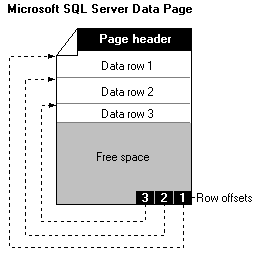 Microsoft SQL Server Data Page
Page header
Data row 1
Data row 2
Data row 3
Free space
3 2 1 Row offsets